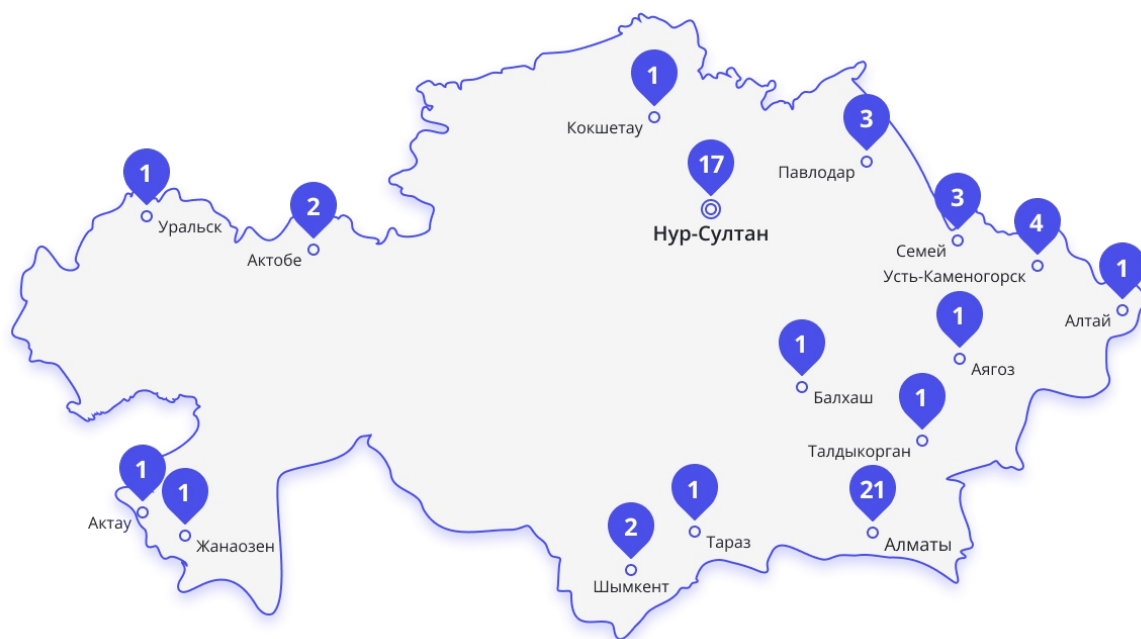 1
Кокшетау
3
Павлодар
17
Нур-Султан
1
Уральск
2
Актобе
3
Семей
4
Усть-Каменогорск
1
Алтай
1
Аягоз
1
Балхаш
1
Талдыкорган
1
Актау
1
Жанаозен
1
Тараз
21
Алматы
2
Шымкент